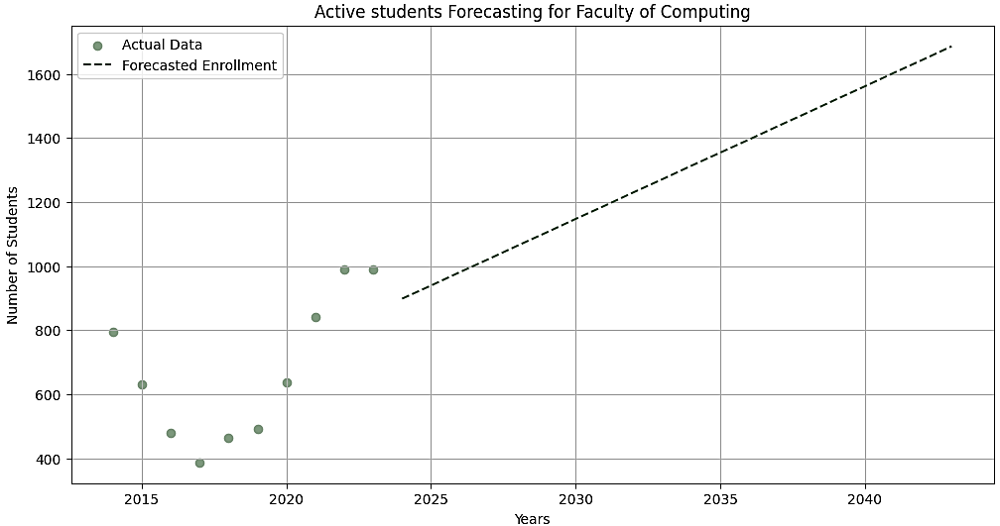 Active students Forecasting for Faculty of Computing
Actual Data
Forecasted Enrollment
1600
1400
1200
1000
800
600
400
Number of Students
2015 2020 2025 2030 2035 2040
Years